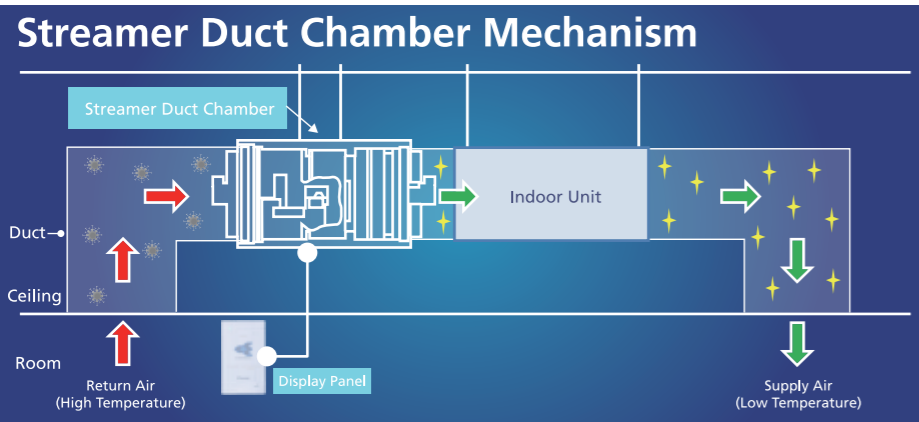 Streamer Duct Chamber Mechanism
Streamer Duct Chamber
Indoor Unit
Duct
Ceiling
Room
Return Air
(High Temperature)
Display Panel
Supply Air
(Low Temperature)